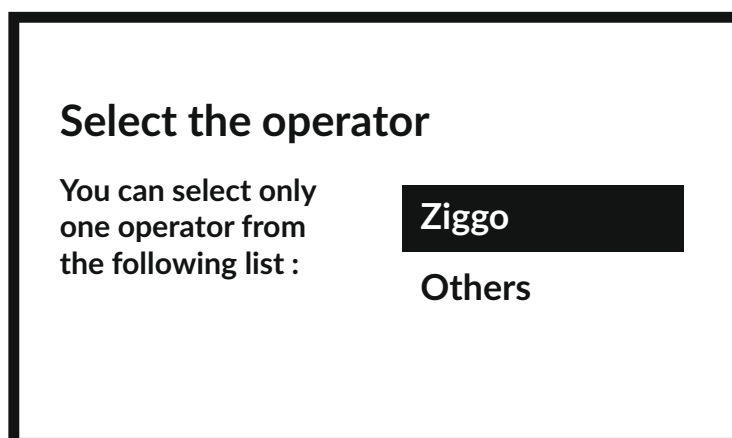 Select the operator
You can select only
one operator from
the following list :
Ziggo
Others